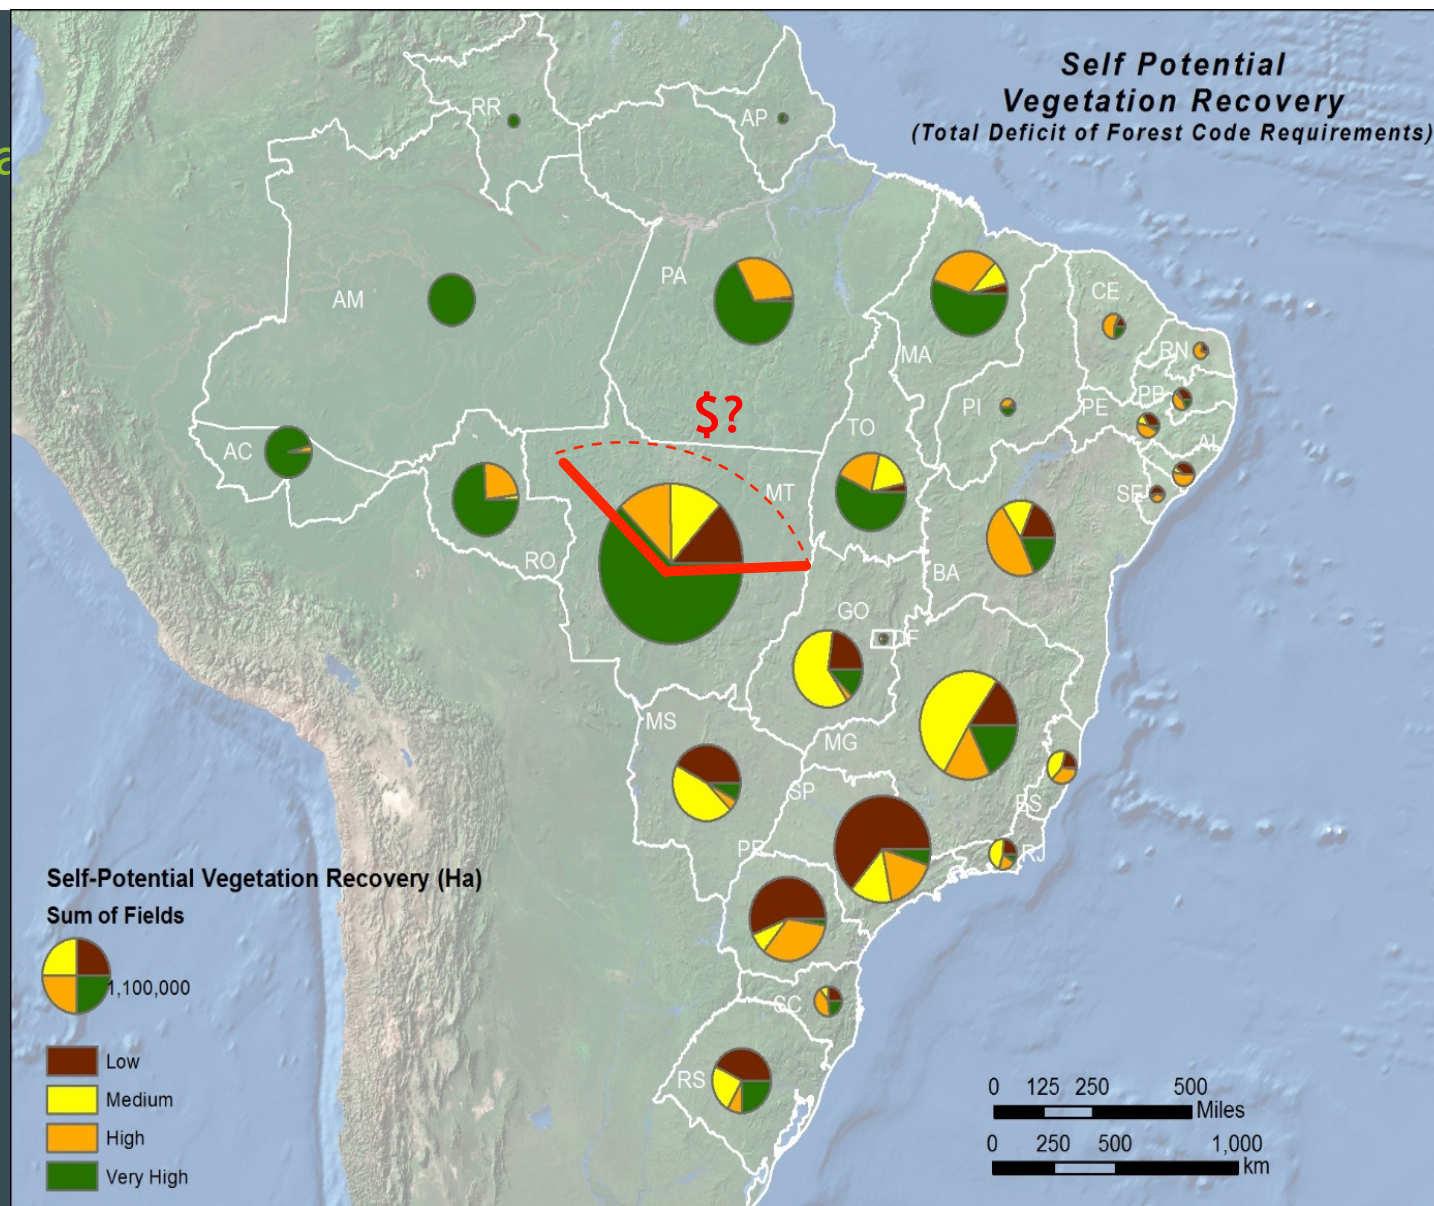 Self Potential
Vegetation Recovery
(Total Deficit of Forest Code Requirements)
a
RR
AP
AM
PA
MA
CE
RN
PB
PE
PI
AL
SE
TO
BA
AC
RO
$?
MT
GO
DF
MS
MG
ES
SP
RJ
PR
SC
RS
Self-Potential Vegetation Recovery (Ha)
Sum of Fields
1,100,000
Low
Medium
High
Very High
0 125 250 500
Miles
0 250 500 1,000
km